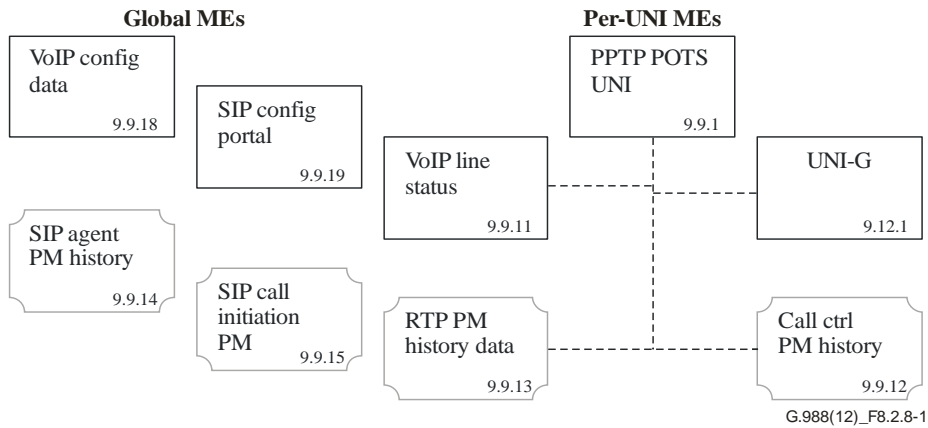 Global MEs
Per-UNI MEs
VoIP config
data
9.9.18
SIP config
portal
9.9.19
VoIP line
status
9.9.11
PPTP POTS
UNI
9.9.1
UNI-G
9.12.1
SIP agent
PM history
9.9.14
SIP call
initiation
PM
9.9.15
RTP PM
history data
9.9.13
Call ctrl
PM history
9.9.12
G.988(12)_F8.2.8-1